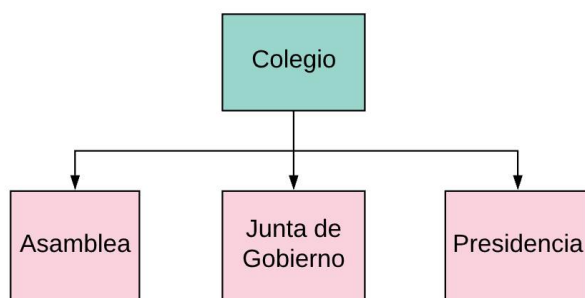 Colegio
Asamblea
Junta de
Gobierno
Presidencia